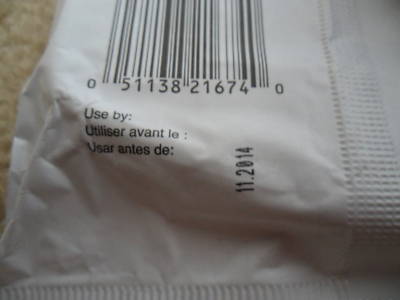 0 51138 21674 0
Use by:
Utiliser avant le :
Usar antes de:
11.2014